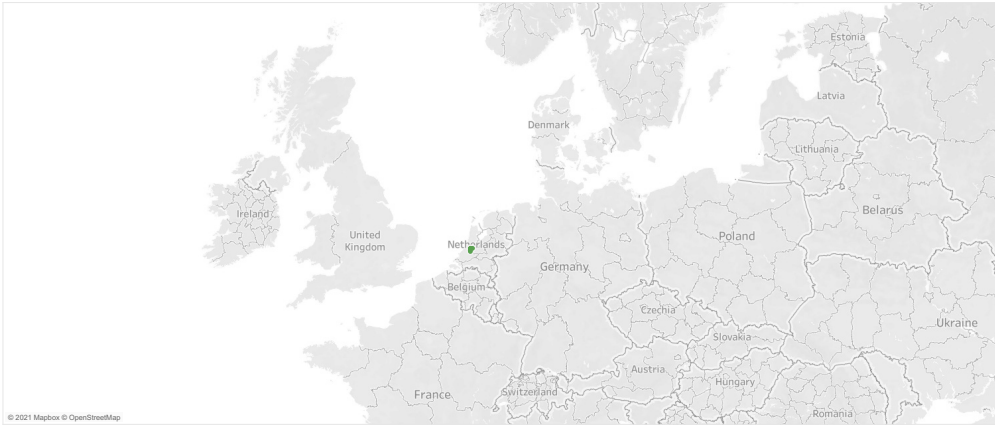 Estonia
Latvia
Denmark
Lithuania
Ireland
Belarus
United
Kingdom
Netherlands
Poland
Germany
Belgium
Czechia
Ukraine
Slovakia
Austria
Hungary
France
Switzerland
Romania
© 2021 Mapbox © OpenStreetMap